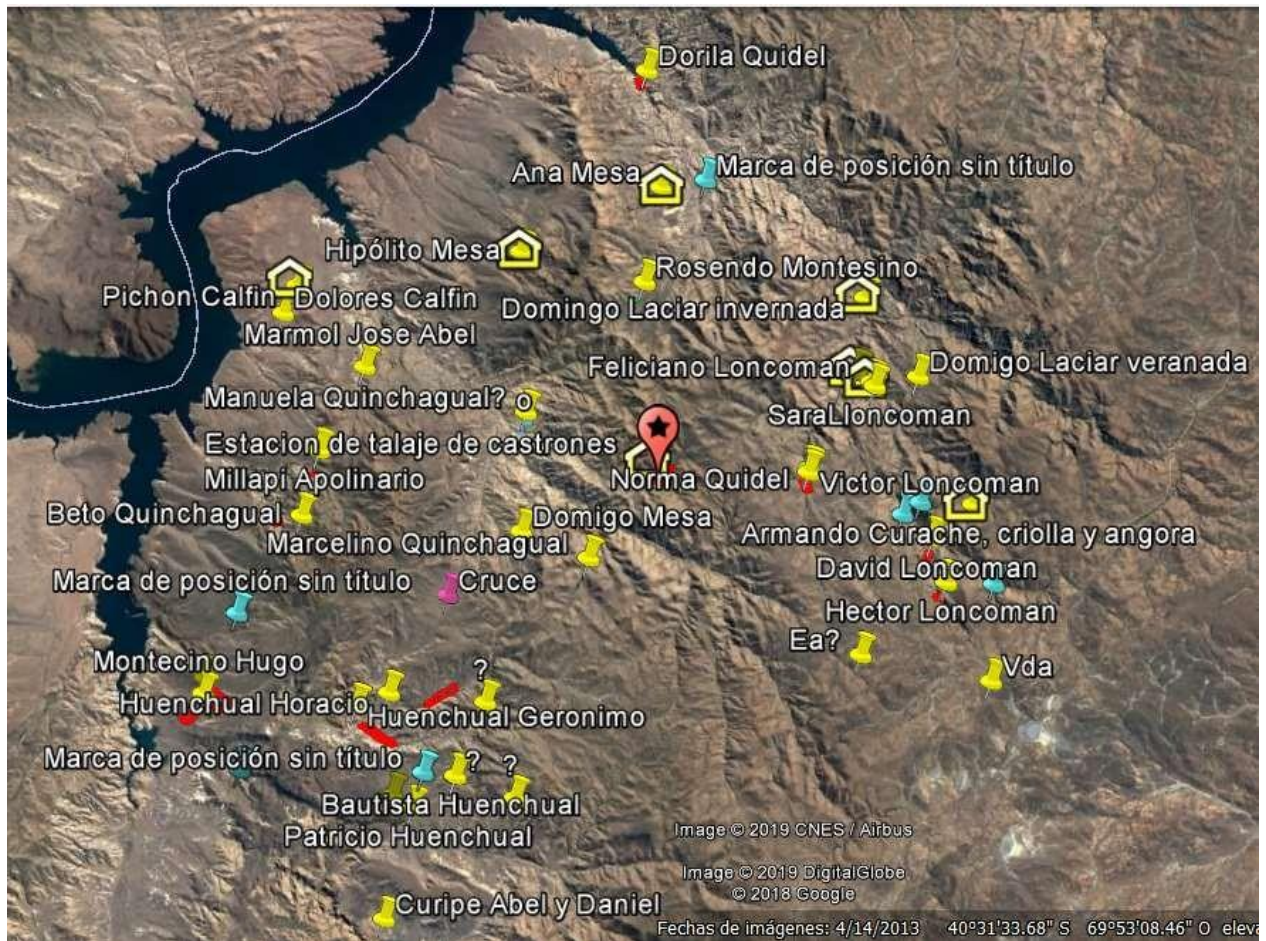 Dorila Quidel
Marca de posición sin título
Ana Mesa
Hipólito Mesa
Rosendo Montesino
Pichon Calfin
Dolores Calfin
Domingo Laciar invernada
Marmol Jose Abel
Feliciano Loncoman
Domigo Laciar veranada
Manuela Quinchagual? o
SaraLloncoman
Estacion de talaje de castrones
Millapi Apolinario
Norma Quidel
Victor Loncoman
Beto Quinchagual
Domigo Mesa
Armando Curache, criolla y angora
Marcelino Quinchagual
Marca de posición sin título
Cruce
David Loncoman
Hector Loncoman
Ea?
Montecino Hugo
?
Vda
Huenchual Horacio
Huenchual Geronimo
Marca de posición sin título
?
?
Bautista Huenchual
Patricio Huenchual
Image © 2019 CNES / Airbus
Image © 2019 DigitalGlobe
© 2018 Google
Curipe Abel y Daniel
Fechas de imágenes: 4/14/2013 40°31'33.68" S 69°53'08.46" O eleva